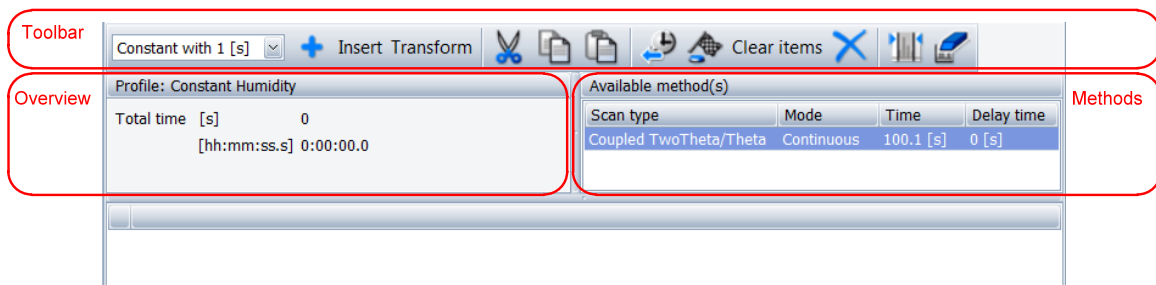 Toolbar
Constant with 1 [s] Insert Transform Clear items
Overview
Profile: Constant Humidity
Total time [s] 0
[hh:mm:ss.s] 0:00:00.0
Available method(s)
Methods
Scan type Mode Time Delay time
Coupled TwoTheta/Theta Continuous 100.1 [s] 0 [s]